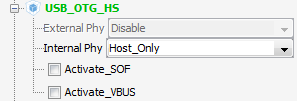 USB_OTG_HS
External Phy Disable
Internal Phy Host_Only
Activate_SOF
Activate_VBUS